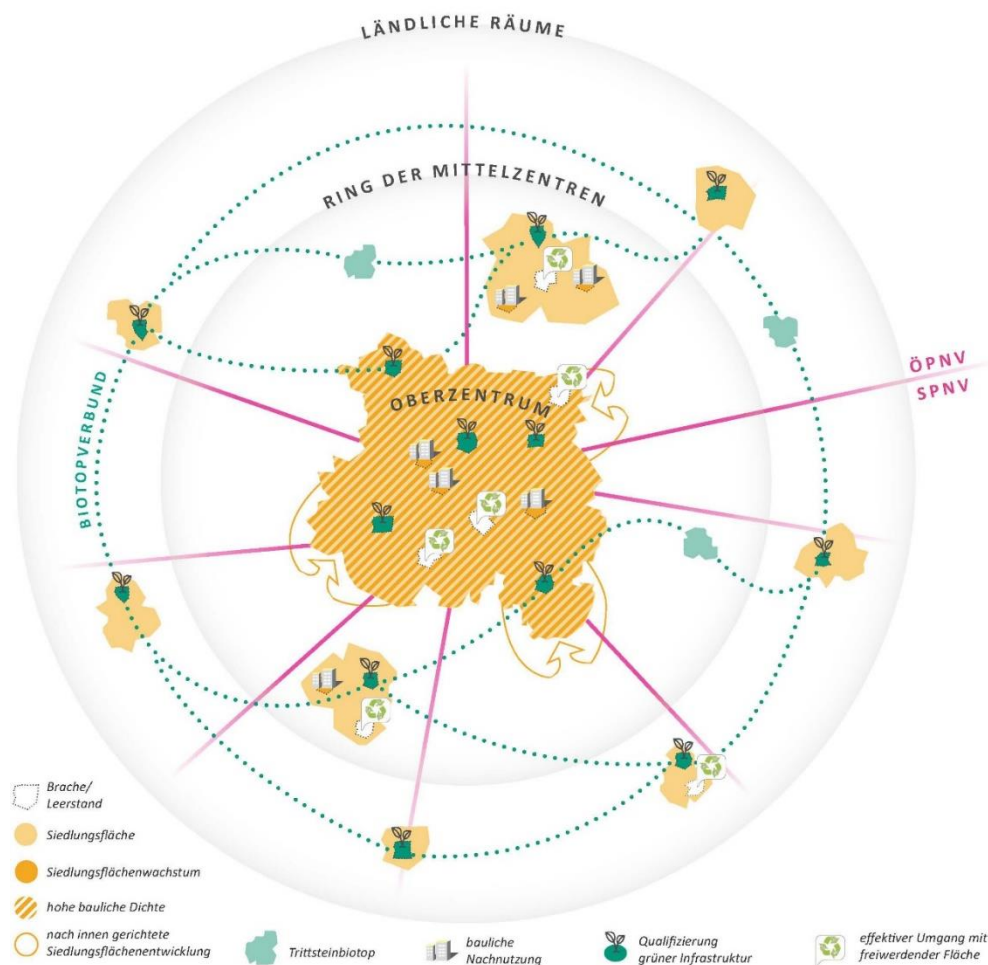 LÄNDLICHE RÄUME
RING DER MITTELZENTREN
OBERZENTRUM
BIOTOPVERBUND
ÖPNV
SPNV
Brache/
Leerstand
Siedlungsfläche
Siedlungsflächenwachstum
hohe bauliche Dichte
nach innen gerichtete
Siedlungsflächenentwicklung
Trittsteinbiotop
bauliche
Nachnutzung
Qualifizierung
grüner Infrastruktur
effektiver Umgang mit
freiwerdender Fläche